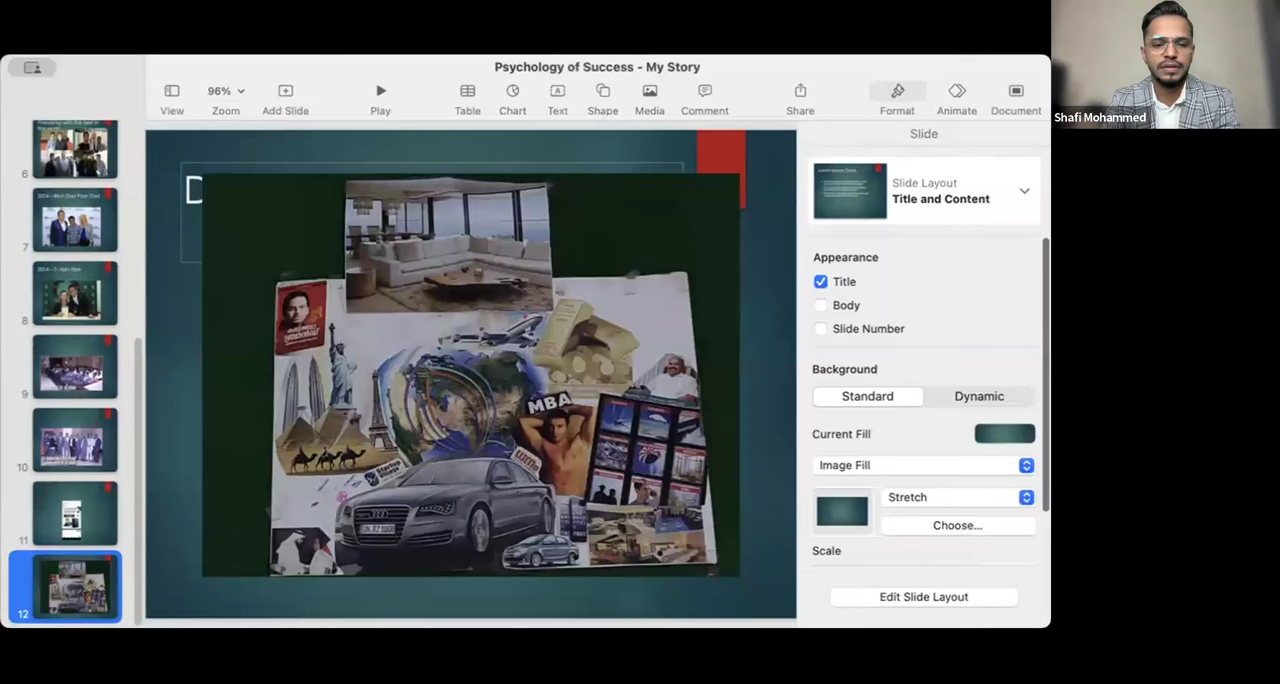 Psychology of Success - My Story
96%
View
Zoom
Add Slide
Play
Table
Chart
Text
Shape
Media
Comment
Share
Format
Animate
Document
Shafi Mohammed
Slide
Slide Layout
Title and Content
Appearance
Title
Body
Slide Number
Background
Standard
Dynamic
Current Fill
Image Fill
Stretch
Choose...
Scale
Edit Slide Layout
6
7
8
9
10
11
12
D
MBA
Startup
Village